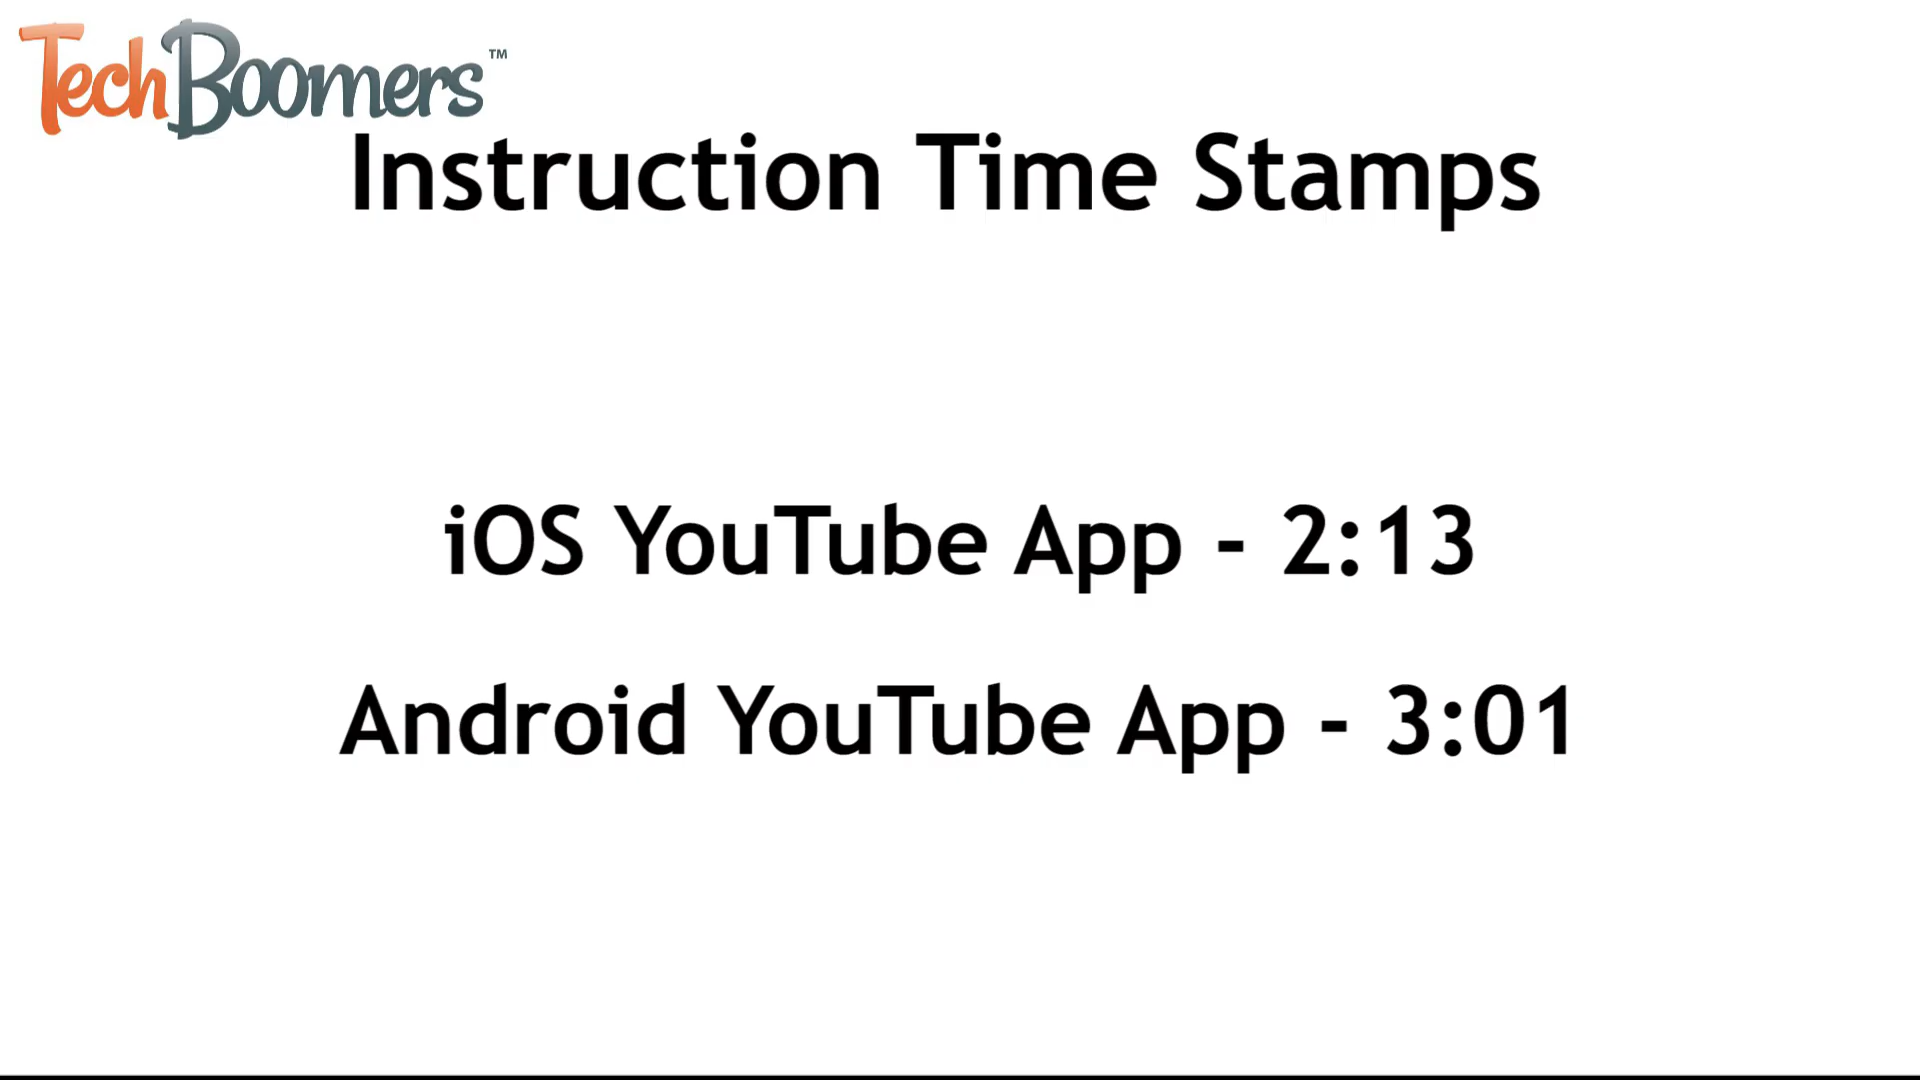 TechBoomers™
Instruction Time Stamps
iOS YouTube App - 2:13
Android YouTube App - 3:01